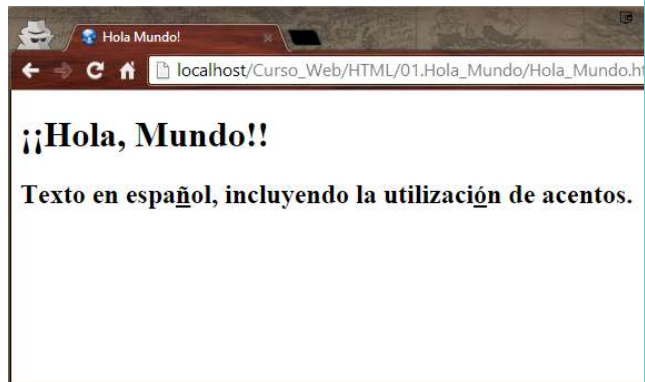 Hola Mundo!
localhost/Curso_Web/HTML/01.Hola_Mundo/Hola_Mundo.ht
¡¡Hola, Mundo!!
Texto en español, incluyendo la utilización de acentos.